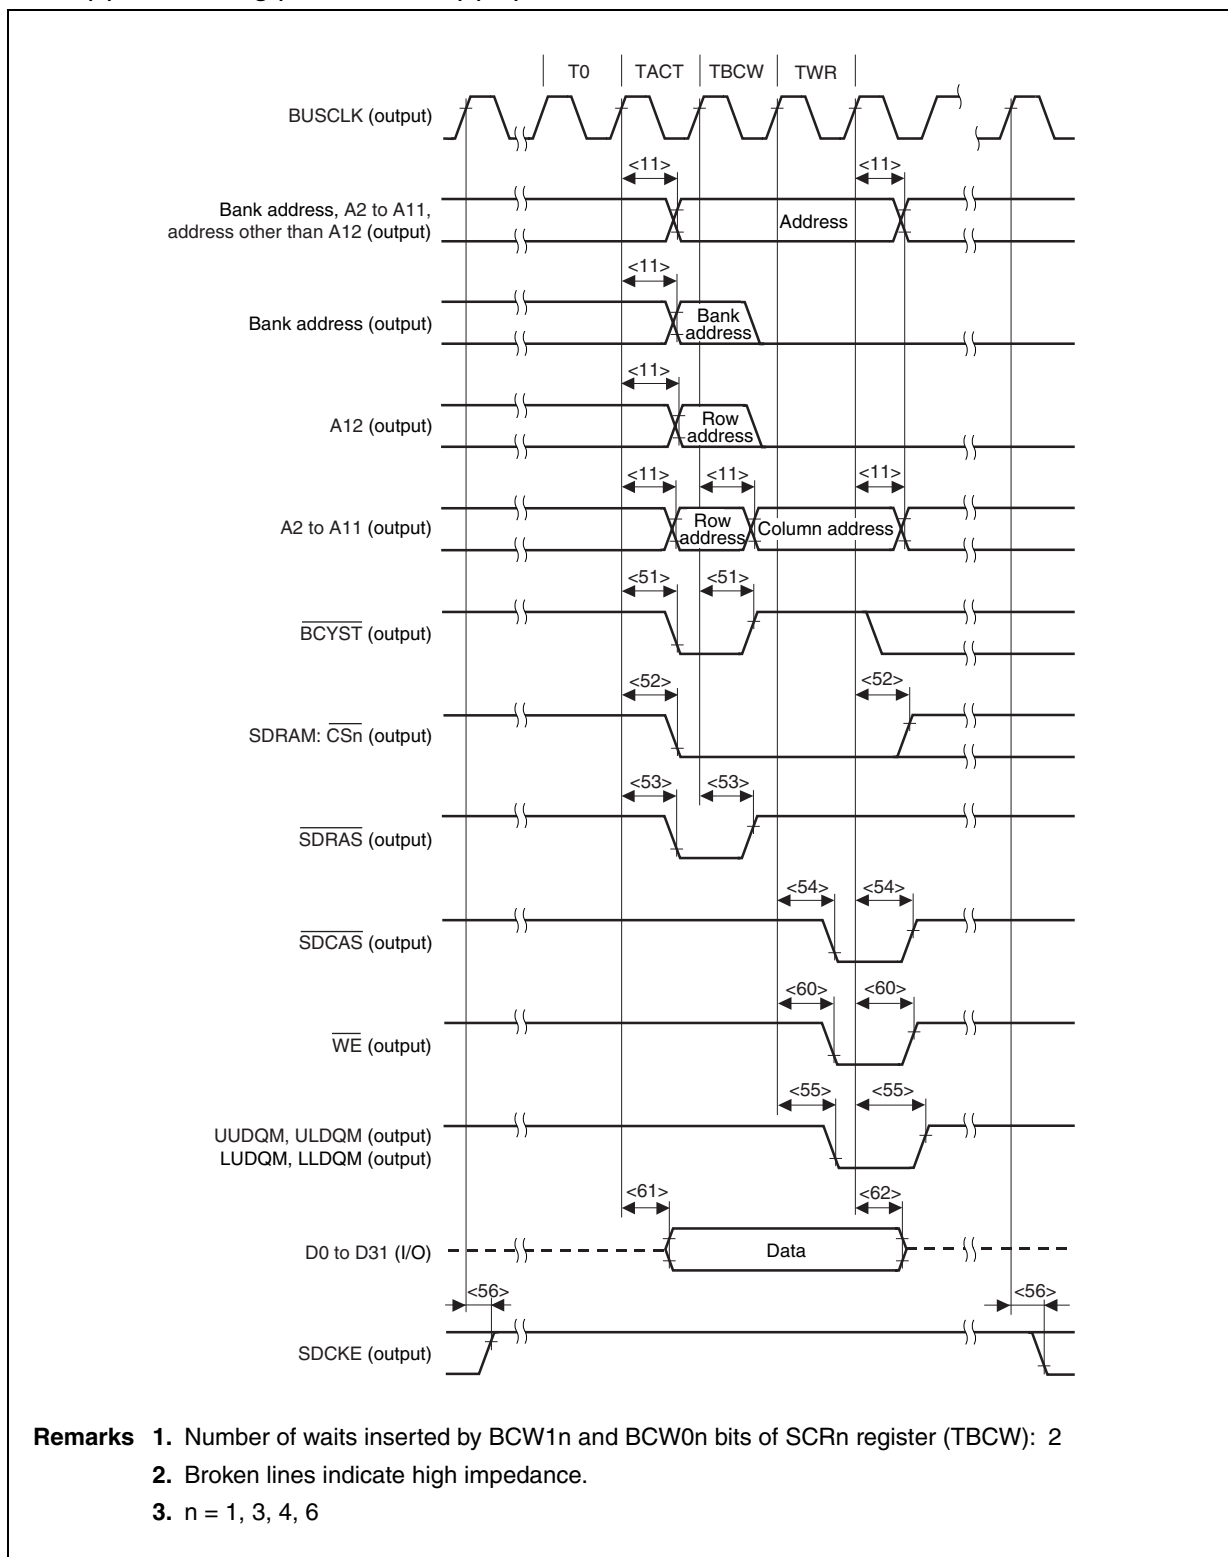 T0 TACT TBCW TWR
BUSCLK (output)
<11> <11>
Bank address, A2 to A11,
address other than A12 (output)
Address
<11>
Bank address (output)
Bank
address
<11>
A12 (output)
Row
address
<11> <11> <11>
A2 to A11 (output)
Row
address
Column address
<51> <51>
BCYST (output)
<52> <52>
SDRAM: CSn (output)
<53> <53>
SDRAS (output)
<54> <54>
SDCAS (output)
<60> <60>
WE (output)
<55> <55>
UUDQM, ULDQM (output)
LUDQM, LLDQM (output)
<61> <62>
D0 to D31 (I/O)
Data
<56> <56>
SDCKE (output)
Remarks 1. Number of waits inserted by BCW1n and BCW0n bits of SCRn register (TBCW): 2
2. Broken lines indicate high impedance.
3. n = 1, 3, 4, 6